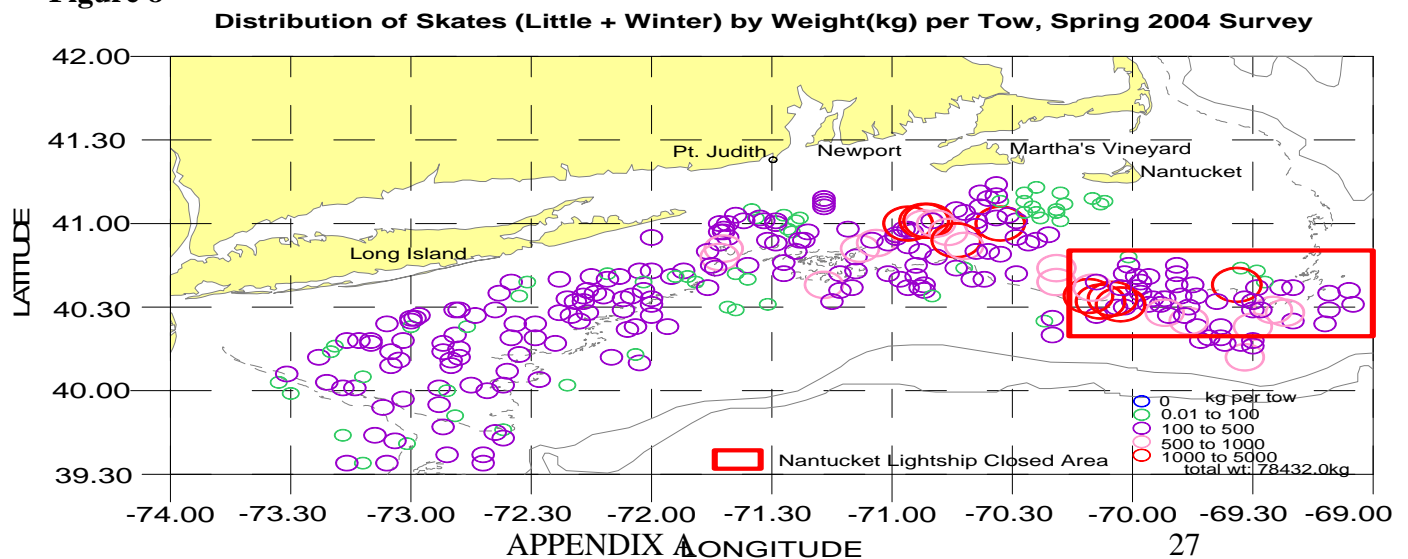 Figure 8
Distribution of Skates (Little + Winter) by Weight(kg) per Tow, Spring 2004 Survey
42.00
41.30
41.00
40.30
40.00
39.30
LATITUDE
Pt. Judith
Newport
Martha's Vineyard
Nantucket
Long Island
kg per tow
0
0.01 to 100
100 to 500
500 to 1000
1000 to 5000
total wt: 78432.0kg
Nantucket Lightship Closed Area
-74.00 -73.30 -73.00 -72.30 -72.00 -71.30 -71.00 -70.30 -70.00 -69.30 -69.00
LONGITUDE
APPENDIX A 27